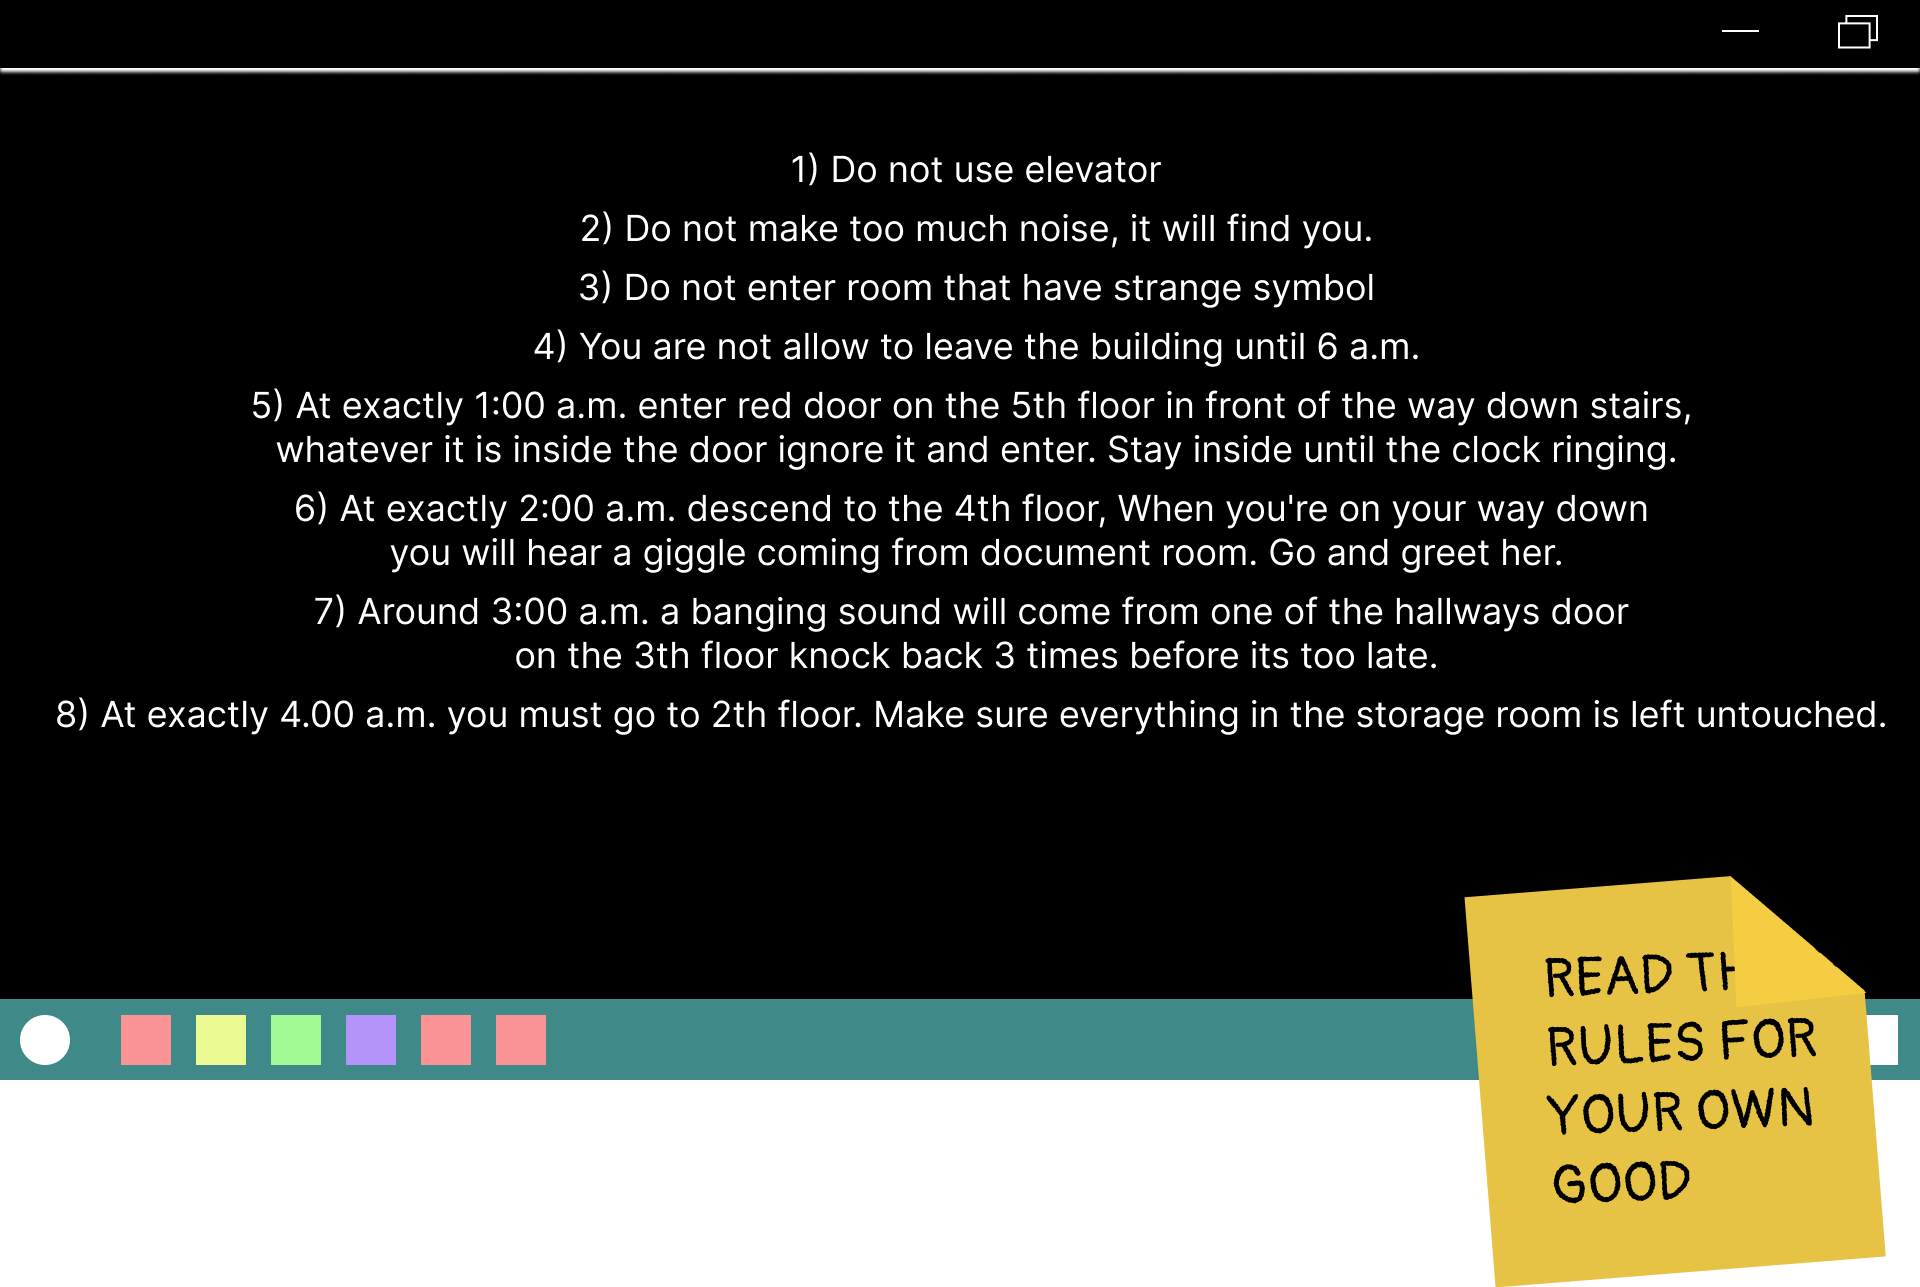 1) Do not use elevator
2) Do not make too much noise, it will find you.
3) Do not enter room that have strange symbol
4) You are not allow to leave the building until 6 a.m.
5) At exactly 1:00 a.m. enter red door on the 5th floor in front of the way down stairs,
whatever it is inside the door ignore it and enter. Stay inside until the clock ringing.
6) At exactly 2:00 a.m. descend to the 4th floor, When you're on your way down
you will hear a giggle coming from document room. Go and greet her.
7) Around 3:00 a.m. a banging sound will come from one of the hallways door
on the 3th floor knock back 3 times before its too late.
8) At exactly 4.00 a.m. you must go to 2th floor. Make sure everything in the storage room is left untouched.
READ
RULES FOR
YOUR OWN
GOOD